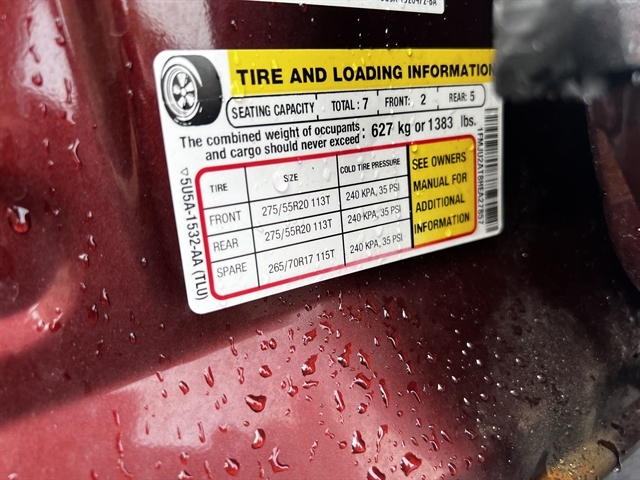 TIRE AND LOADING INFORMATION
SEATING CAPACITY TOTAL: 7 FRONT: 2 REAR: 5
The combined weight of occupants and cargo should never exceed : 627 kg or 1383 lbs.
TIRE SIZE COLD TIRE PRESSURE
FRONT 275/55R20 113T 240 KPA, 35 PSI
REAR 275/55R20 113T 240 KPA, 35 PSI
SPARE 265/70R17 115T 240 KPA, 35 PSI
SEE OWNERS
MANUAL FOR
ADDITIONAL
INFORMATION
▽5U5A-1532-AA (TLU)